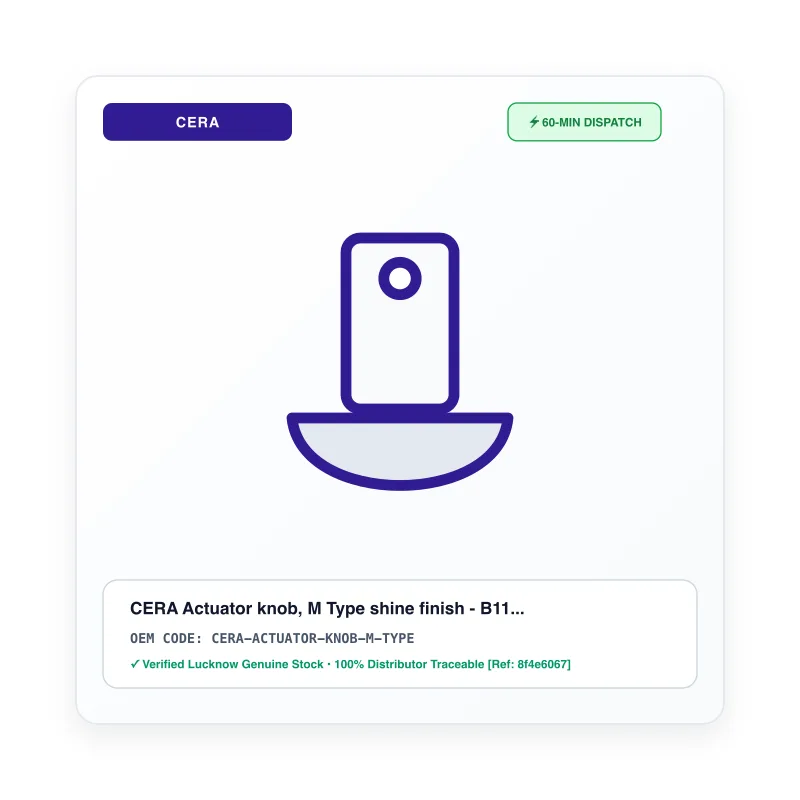 CERA
⚡ 60-MIN DISPATCH
CERA Actuator knob, M Type shine finish - B11...
OEM CODE: CERA-ACTUATOR-KNOB-M-TYPE
✓ Verified Lucknow Genuine Stock · 100% Distributor Traceable [Ref: 8f4e6067]